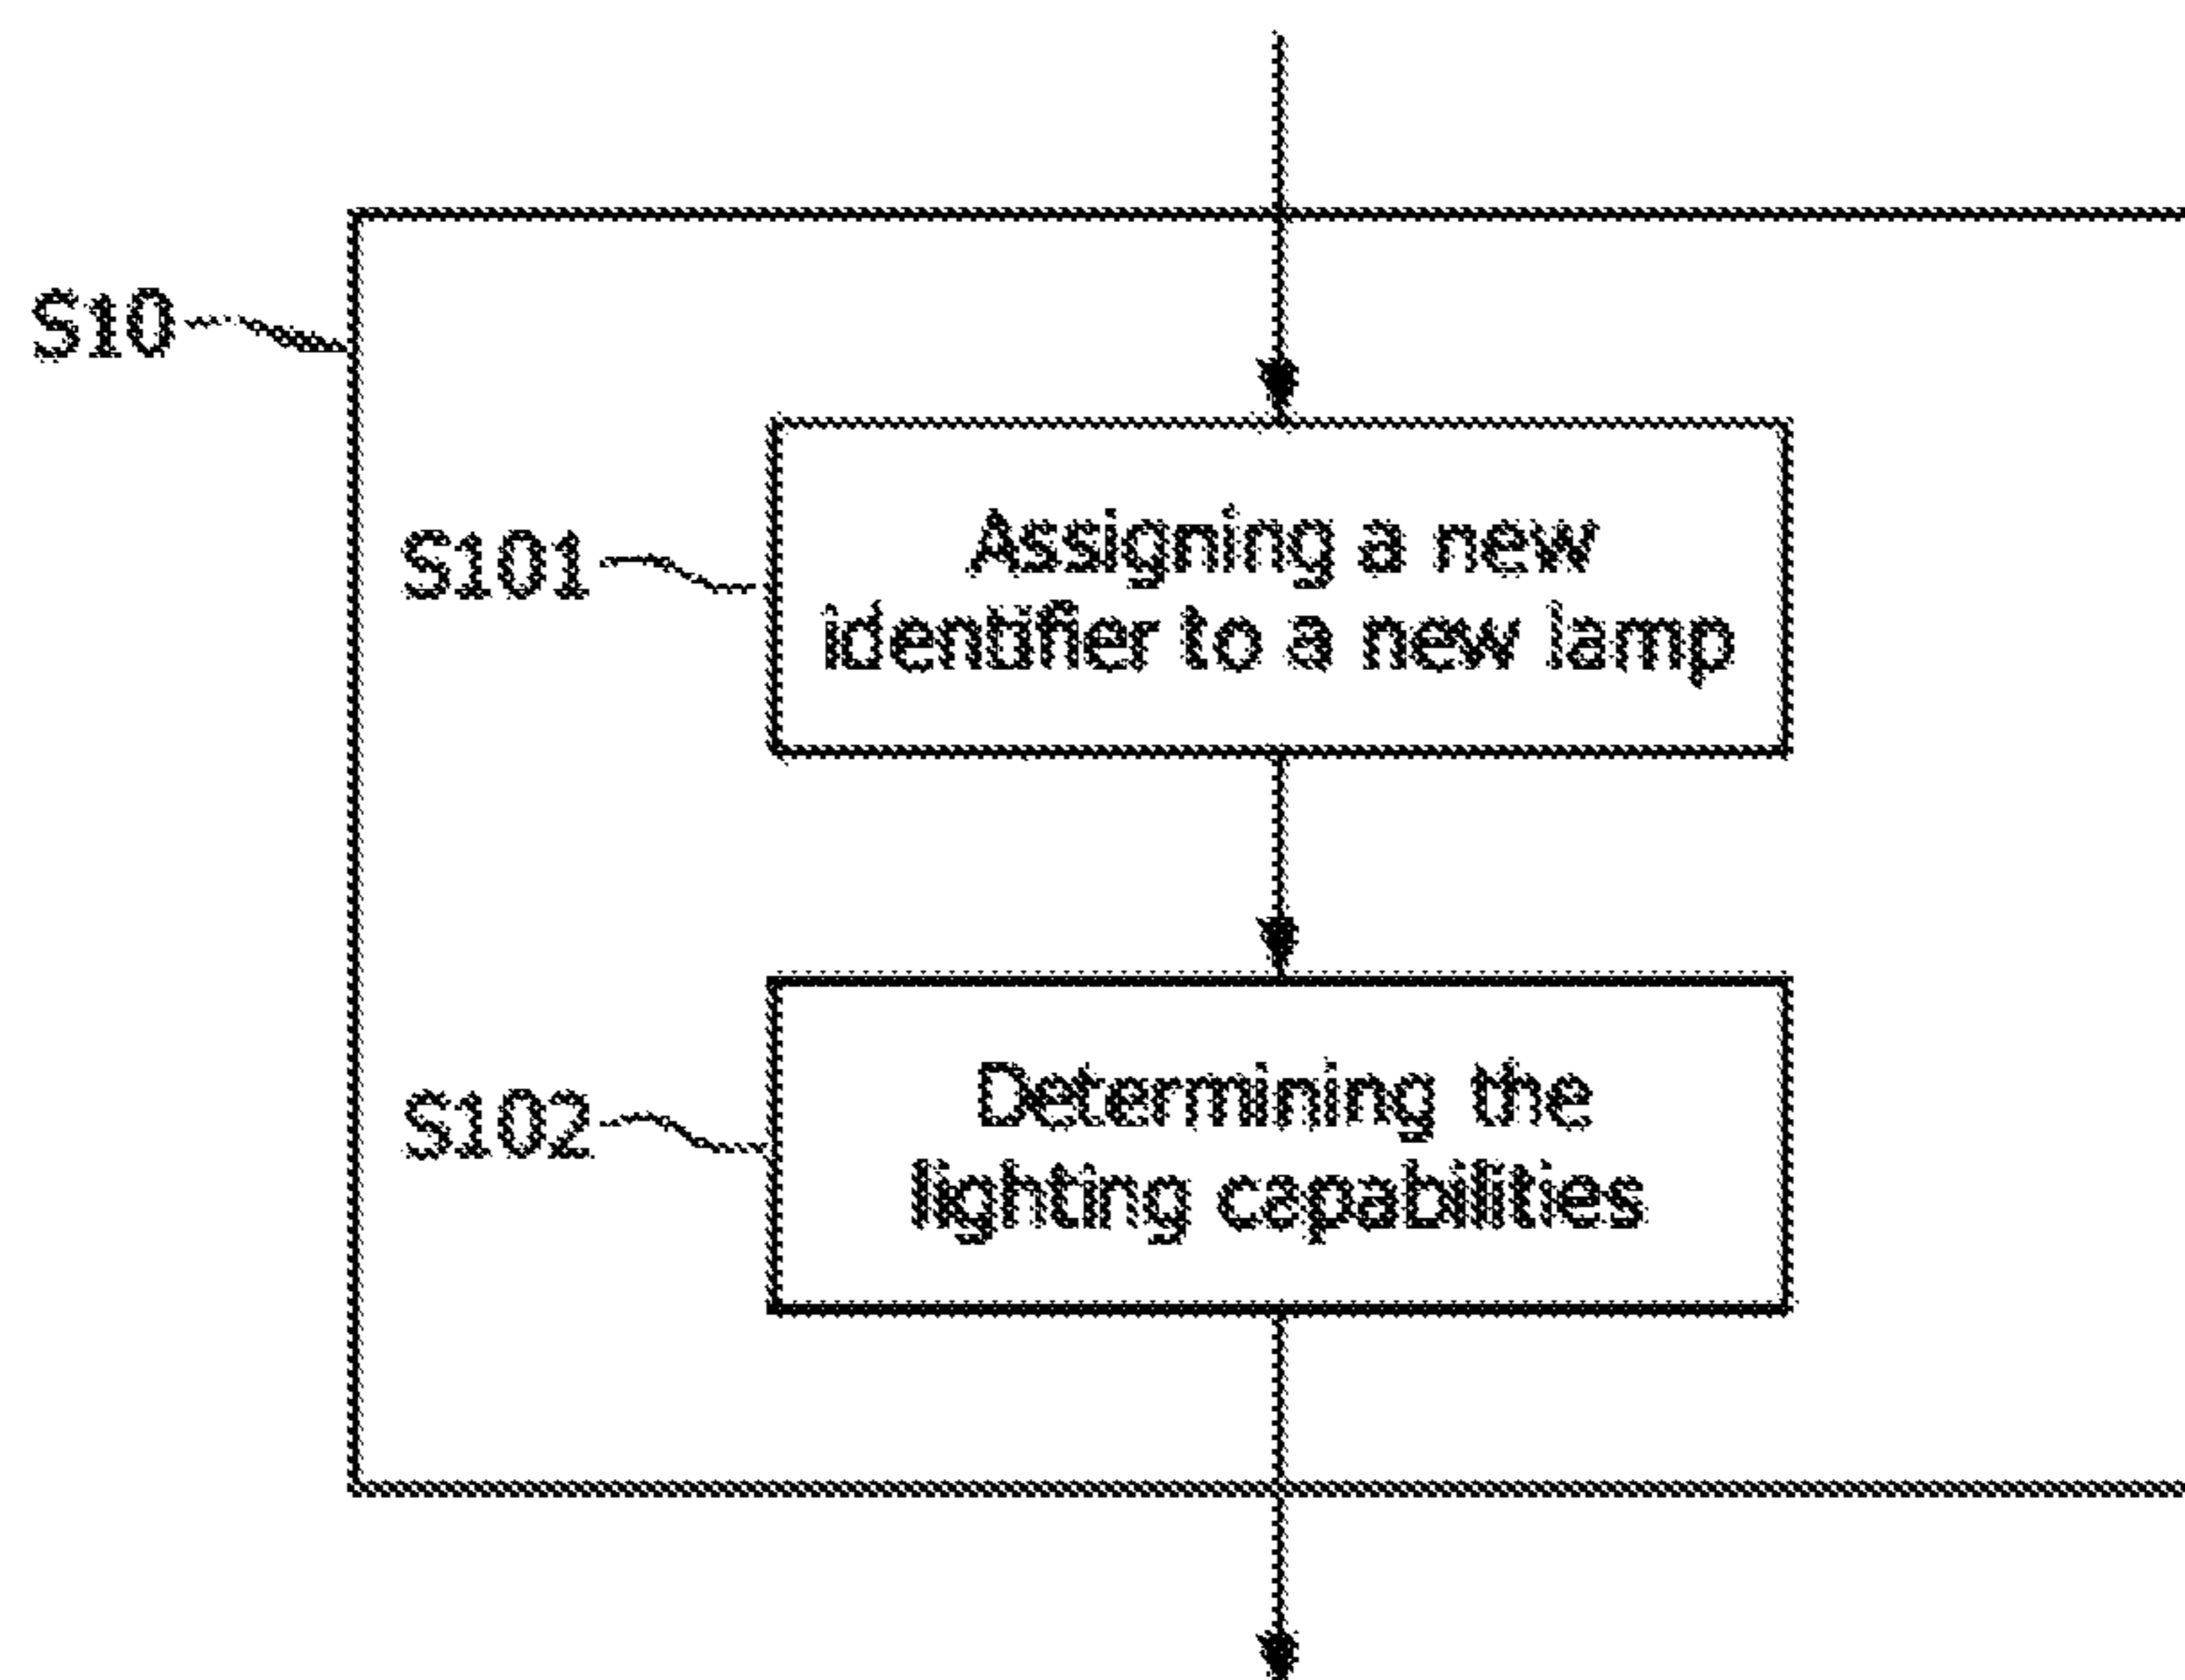 S10
S101
Assigning a new
identifier to a new lamp
S102
Determining the
lighting capabilities